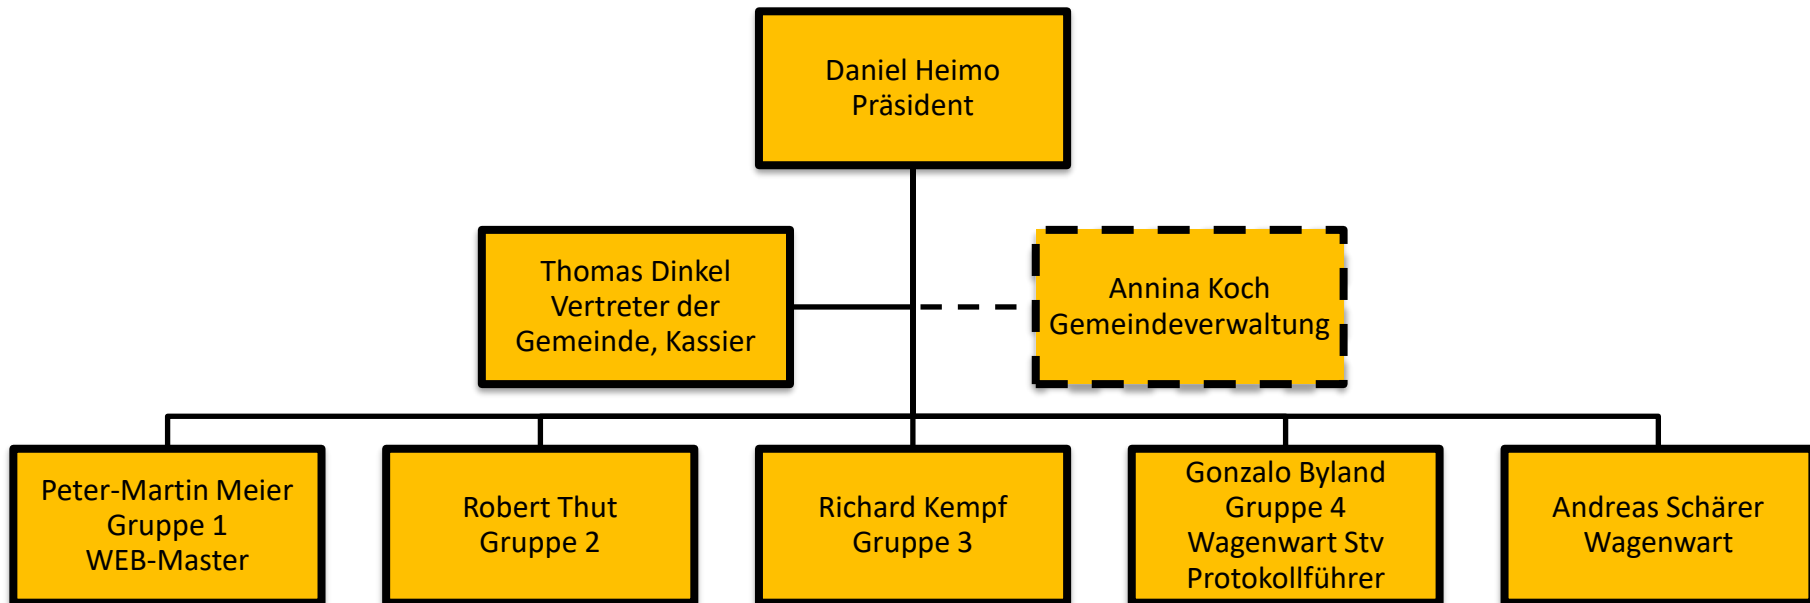 Daniel Heimo
Präsident
Thomas Dinkel
Vertreter der
Gemeinde, Kassier
Annina Koch
Gemeindeverwaltung
Peter-Martin Meier
Gruppe 1
WEB-Master
Robert Thut
Gruppe 2
Richard Kempf
Gruppe 3
Gonzalo Byland
Gruppe 4
Wagenwart Stv
Protokollführer
Andreas Schärer
Wagenwart